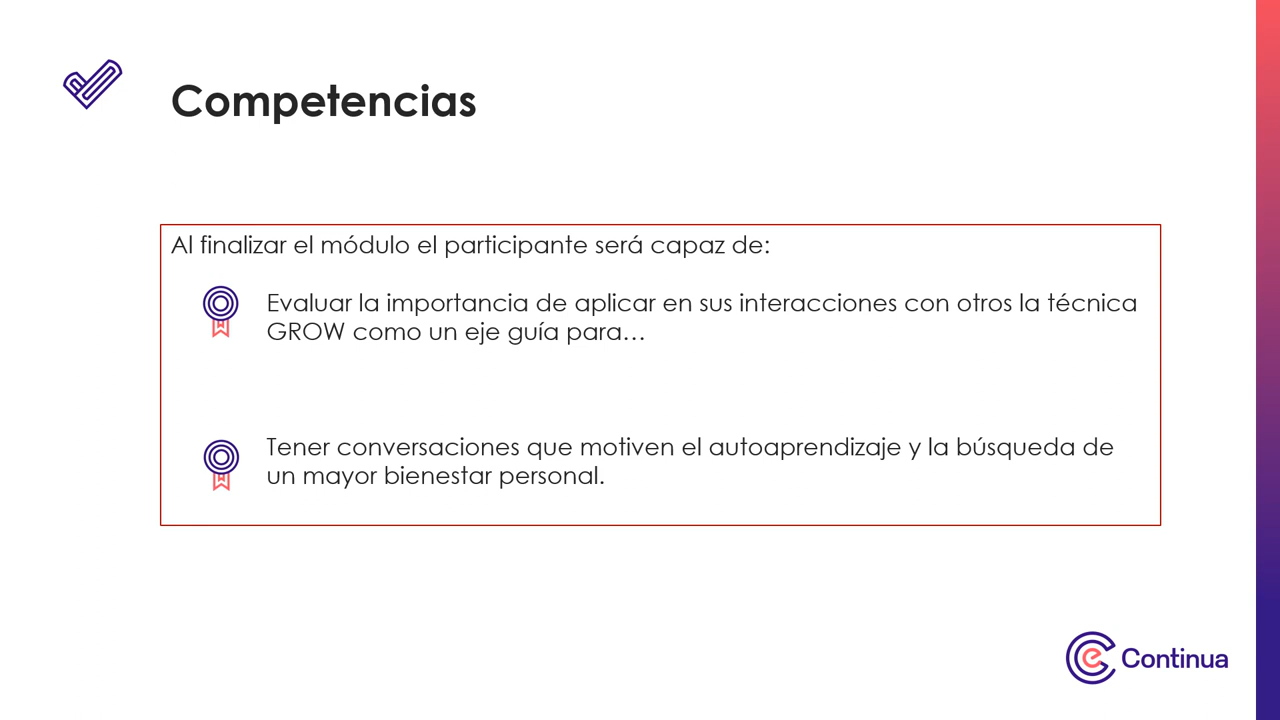 Competencias
Al finalizar el módulo el participante será capaz de:
Evaluar la importancia de aplicar en sus interacciones con otros la técnica
GROW como un eje guía para…
Tener conversaciones que motiven el autoaprendizaje y la búsqueda de
un mayor bienestar personal.
Continua